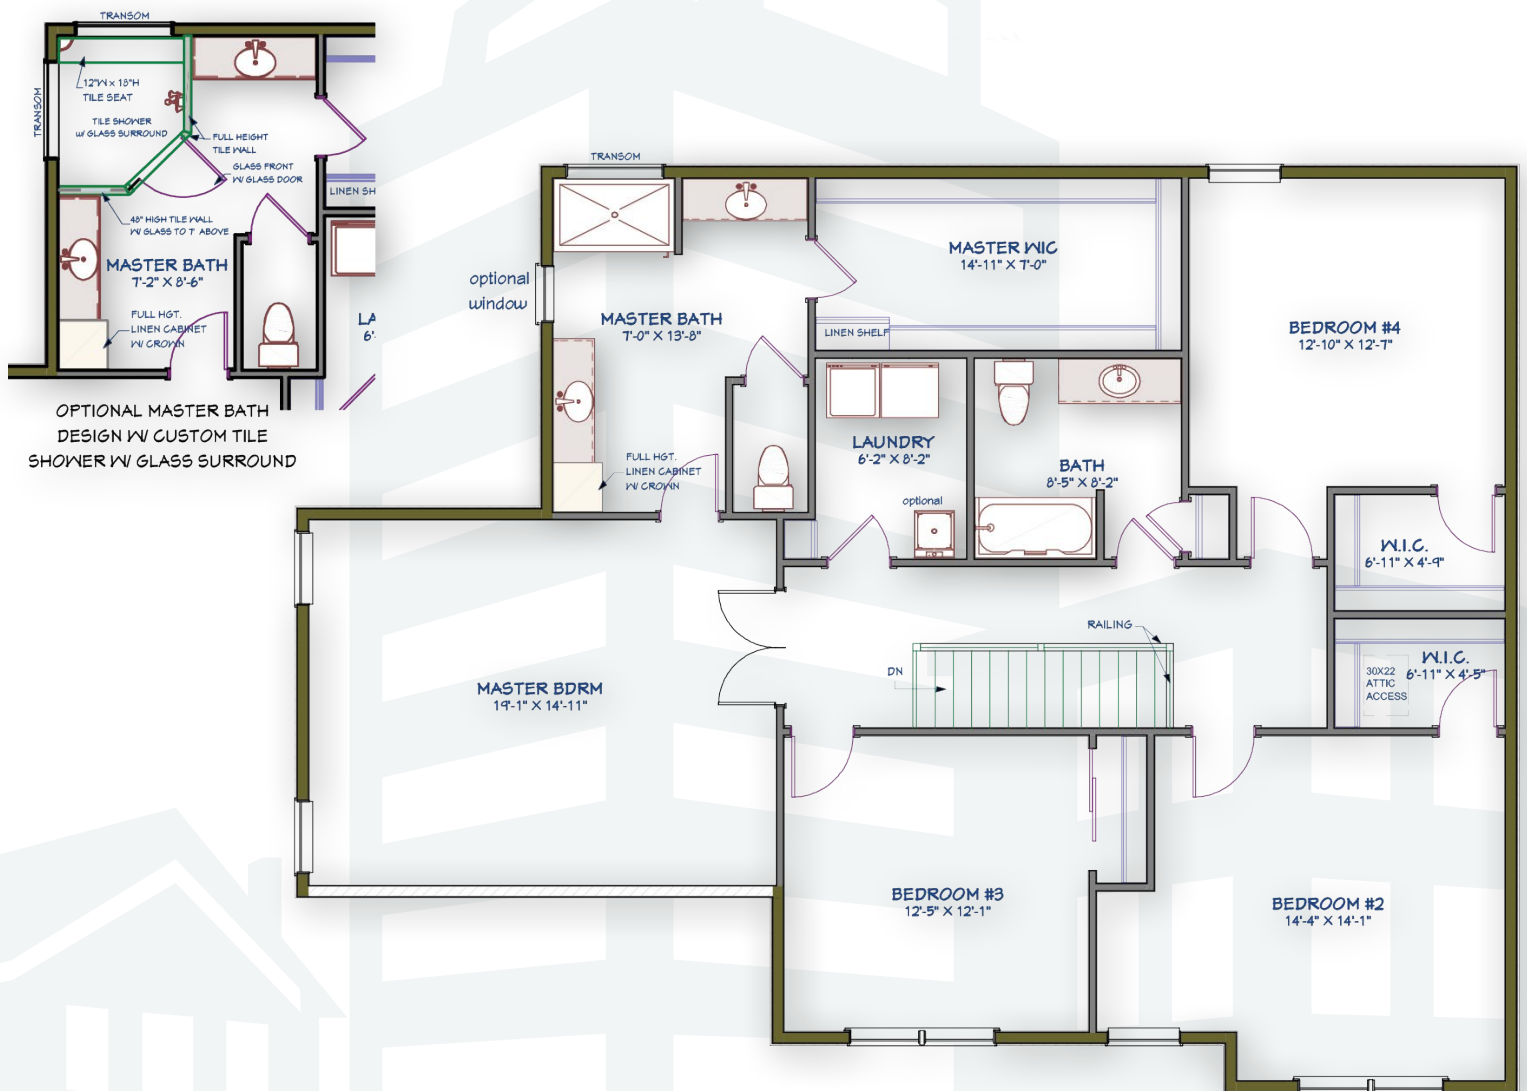 TRANSOM
TRANSOM
12"W x 18"H
TILE SEAT
TILE SHOWER
W/ GLASS SURROUND
FULL HEIGHT
TILE WALL
GLASS FRONT
W/ GLASS DOOR
LINEN SH
48" HIGH TILE WALL
W/ GLASS TO 7' ABOVE
MASTER BATH
7'-2" X 8'-6"
FULL HGT.
LINEN CABINET
W/ CROWN
LA
6'-
OPTIONAL MASTER BATH
DESIGN W/ CUSTOM TILE
SHOWER W/ GLASS SURROUND
TRANSOM
optional
window
MASTER BATH
7'-0" X 13'-8"
FULL HGT.
LINEN CABINET
W/ CROWN
MASTER WIC
14'-11" X 7'-0"
LINEN SHELF
LAUNDRY
6'-2" X 8'-2"
optional
BATH
8'-5" X 8'-2"
BEDROOM #4
12'-10" X 12'-7"
W.I.C.
6'-11" X 4'-9"
RAILING
DN
W.I.C.
6'-11" X 4'-5"
30X22
ATTIC
ACCESS
MASTER BDRM
19'-1" X 14'-11"
BEDROOM #3
12'-5" X 12'-1"
BEDROOM #2
14'-4" X 14'-1"